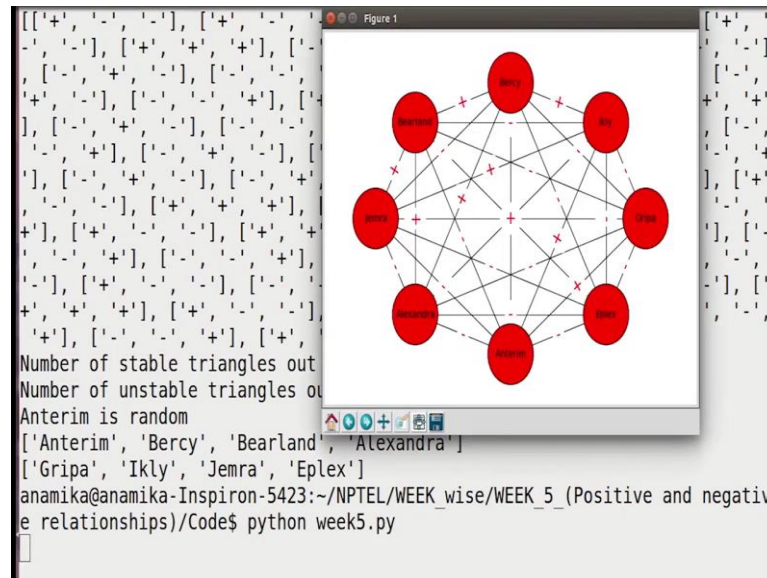 [['+', '-', '-'], ['+', '-', '-
['+', '
-', '-'], ['+', '+', '+'], ['-'
', '-']
, ['-', '+', '-'], ['-', '-', '
['-',
'+', '-'], ['-', '-', '+'], ['+
+', '+'
], ['-', '+', '-'], ['-', '-',
, ['-',
'-', '+'], ['-', '+', '-'], ['
'-', '+
'], ['-', '-', '+'], ['-', '+',
['+'
, '-', '-'], ['+', '+', '+'], [
', '-',
+'], ['+', '-', '-'], ['+', '+
'], ['-
', '-', '+'], ['-', '-', '+'],
, '-',
'-'], ['+', '-', '-'], ['-', '-
-'], ['
+', '+', '+'], ['+', '-', '-'],
', '-',
'+'], ['-', '-', '+'], ['+', '
Number of stable triangles out
Number of unstable triangles ou
Anterim is random
['Anterim', 'Bercy', 'Bearland', 'Alexandra']
['Gripa', 'Ikly', 'Jemra', 'Eplex']
anamika@anamika-Inspiron-5423:~/NPTEL/WEEK_wise/WEEK_5_(Positive and negativ
e relationships)/Code$ python week5.py
Figure 1
Bercy
Bearland
Ikly
Jemra
Gripa
Alexandra
Eplex
Anterim